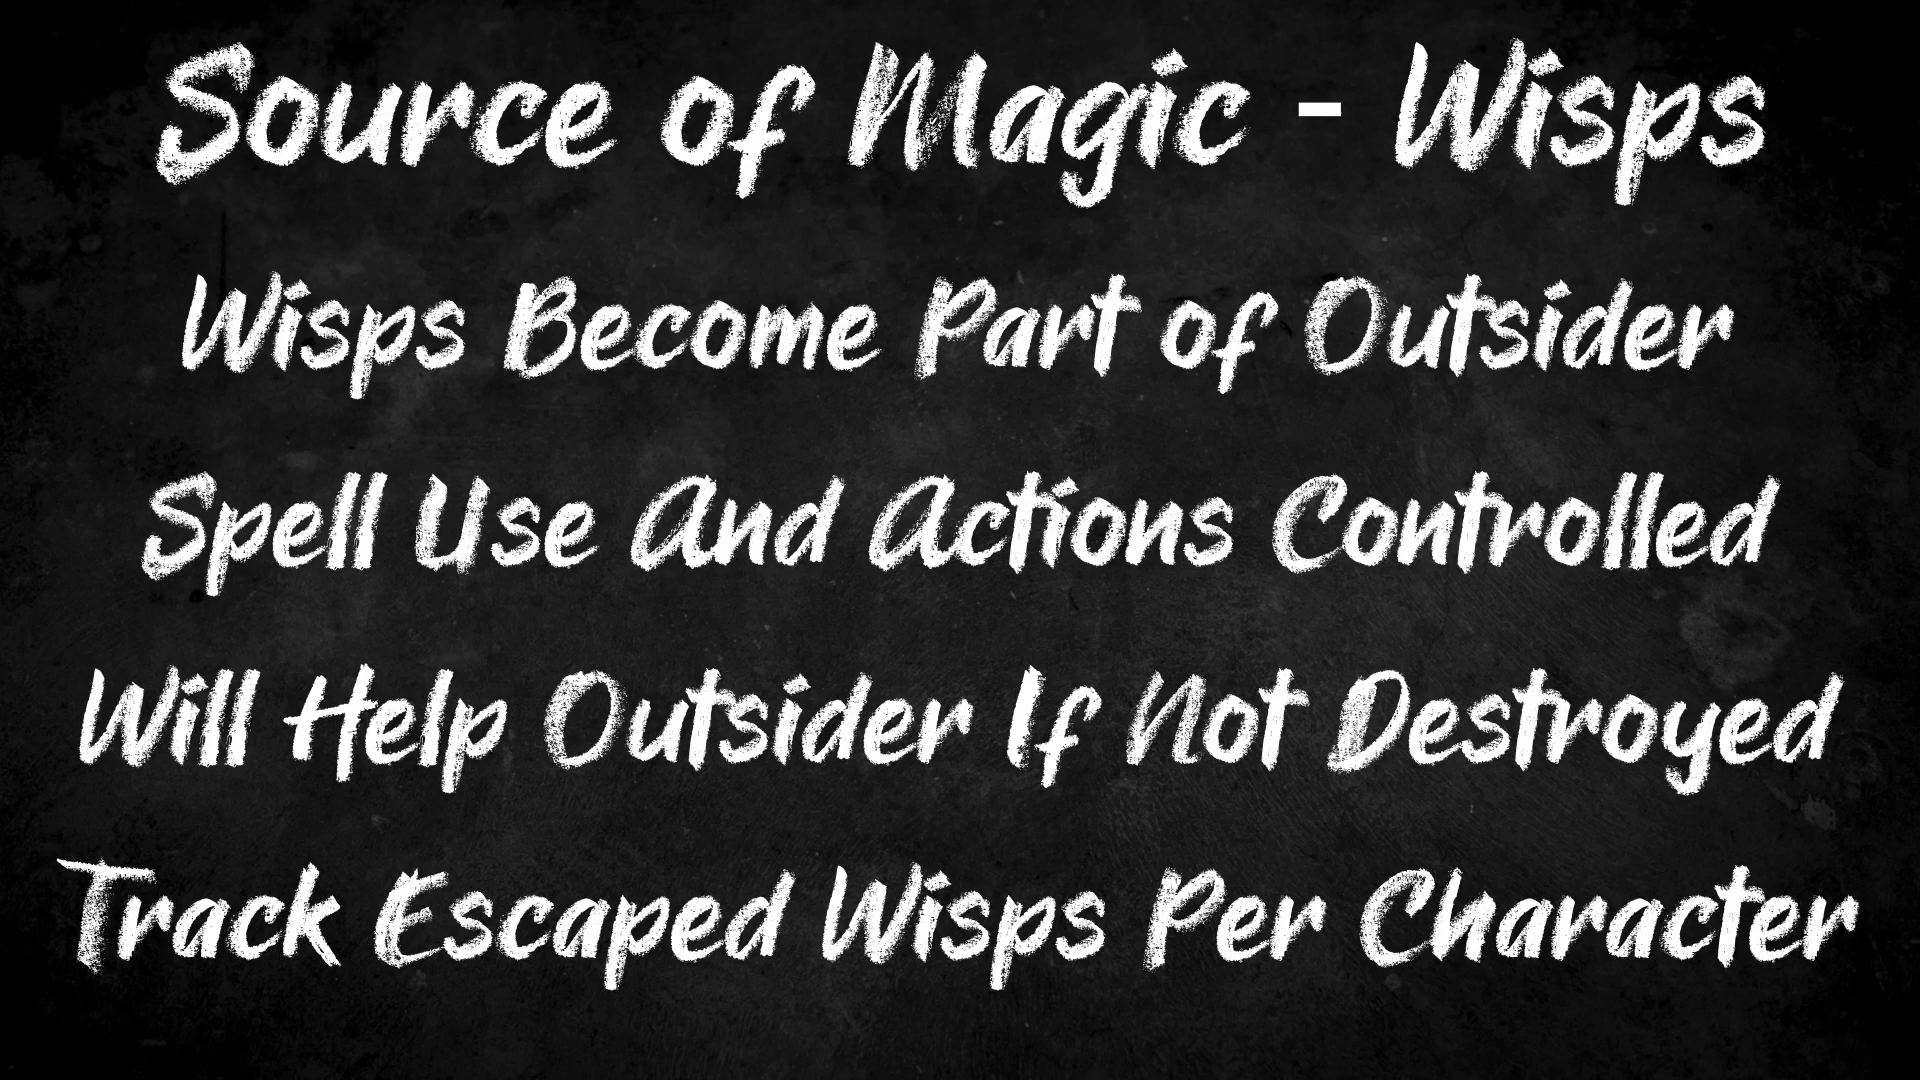 Source of Magic - Wisps
Wisps Become Part of Outsider
Spell Use And Actions Controlled
Will Help Outsider If Not Destroyed
Track Escaped Wisps Per Character